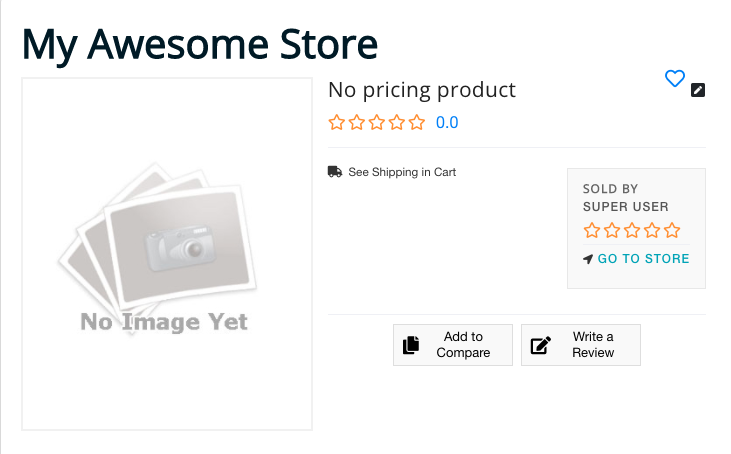 My Awesome Store
No pricing product
0.0
See Shipping in Cart
SOLD BY
SUPER USER
GO TO STORE
No Image Yet
Add to
Compare
Write a
Review